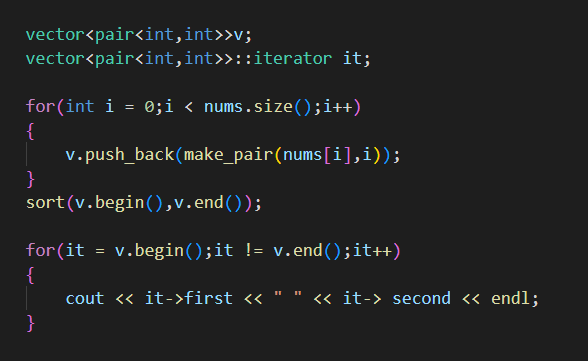 vector<pair<int,int>>v;
vector<pair<int,int>>::iterator it;
for(int i = 0;i < nums.size();i++)
{
v.push_back(make_pair(nums[i],i));
}
sort(v.begin(),v.end());
for(it = v.begin();it != v.end();it++)
{
cout << it->first << " " << it-> second << endl;
}